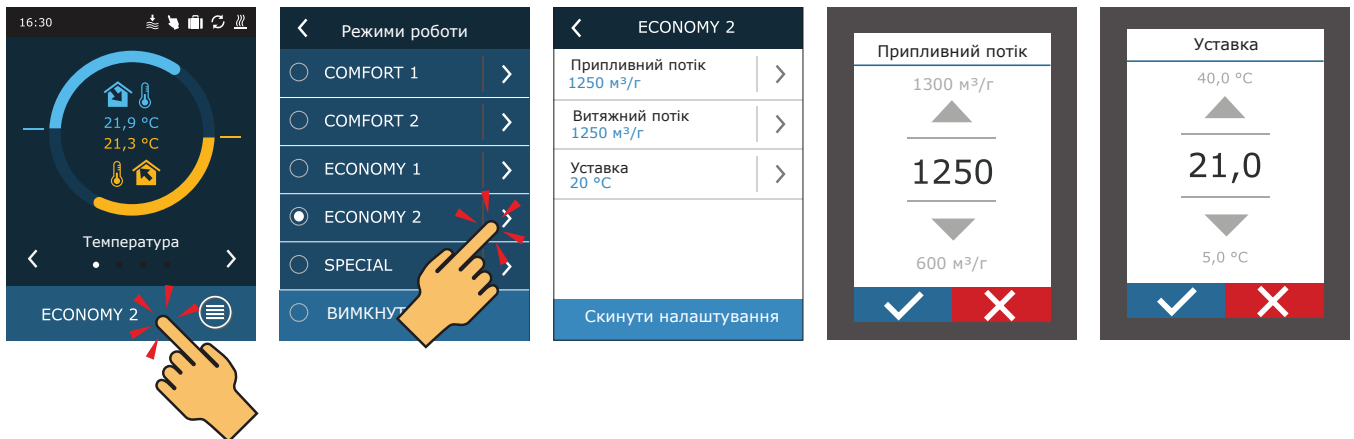 16:30
21,9 °C
21,3 °C
Температура
ECONOMY 2
Режими роботи
COMFORT 1
COMFORT 2
ECONOMY 1
ECONOMY 2
SPECIAL
ECONOMY 2
Припливний потік
1250 м³/г
Витяжний потік
1250 м³/г
Уставка
20 °C
Скинути налаштування
Припливний потік
1300 м³/г
1250
600 м³/г
Уставка
40,0 °C
21,0
5,0 °C